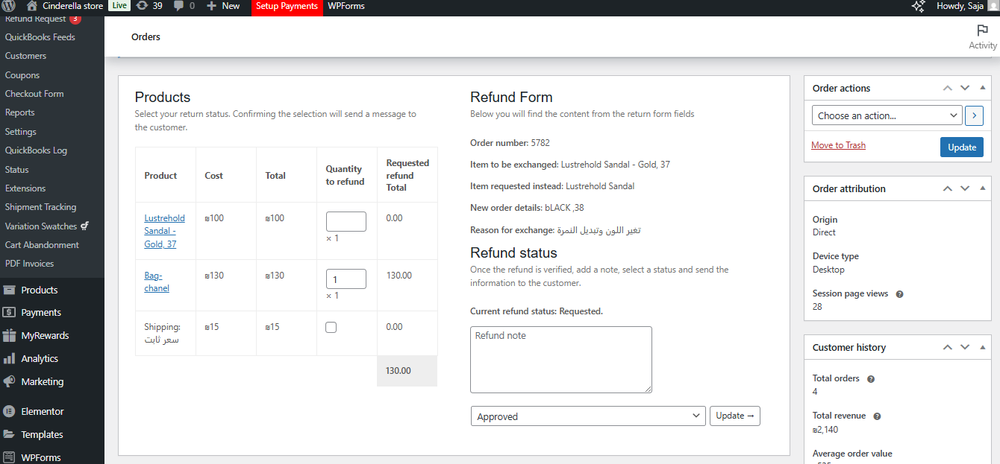 Cinderella store Live 39 0 New Setup Payments WPForms Howdy, Saja
Refund Request 3
QuickBooks Feeds
Customers
Coupons
Checkout Form
Reports
Settings
QuickBooks Log
Status
Extensions
Shipment Tracking
Variation Swatches
Cart Abandonment
PDF Invoices
Products
Payments
MyRewards
Analytics
Marketing
Elementor
Templates
WPForms
Orders
Activity
Products
Select your return status. Confirming the selection will send a message to
the customer.
Product Cost Total Quantity to refund Requested refund Total
Lustrehold
Sandal -
Gold, 37
₪100 ₪100 0.00
× 1
Bag-
chanel
₪130 ₪130 1 130.00
× 1
Shipping:
سعر ثابت
₪15 ₪15 0.00
130.00
Refund Form
Below you will find the content from the return form fields
Order number: 5782
Item to be exchanged: Lustrehold Sandal - Gold, 37
Item requested instead: Lustrehold Sandal
New order details: bLACK ,38
Reason for exchange: تغير اللون وتبديل النمرة
Refund status
Once the refund is verified, add a note, select a status and send the
information to the customer.
Current refund status: Requested.
Refund note
Approved Update →
Order actions
Choose an action...
Move to Trash Update
Order attribution
Origin
Direct
Device type
Desktop
Session page views
28
Customer history
Total orders
4
Total revenue
₪2,140
Average order value